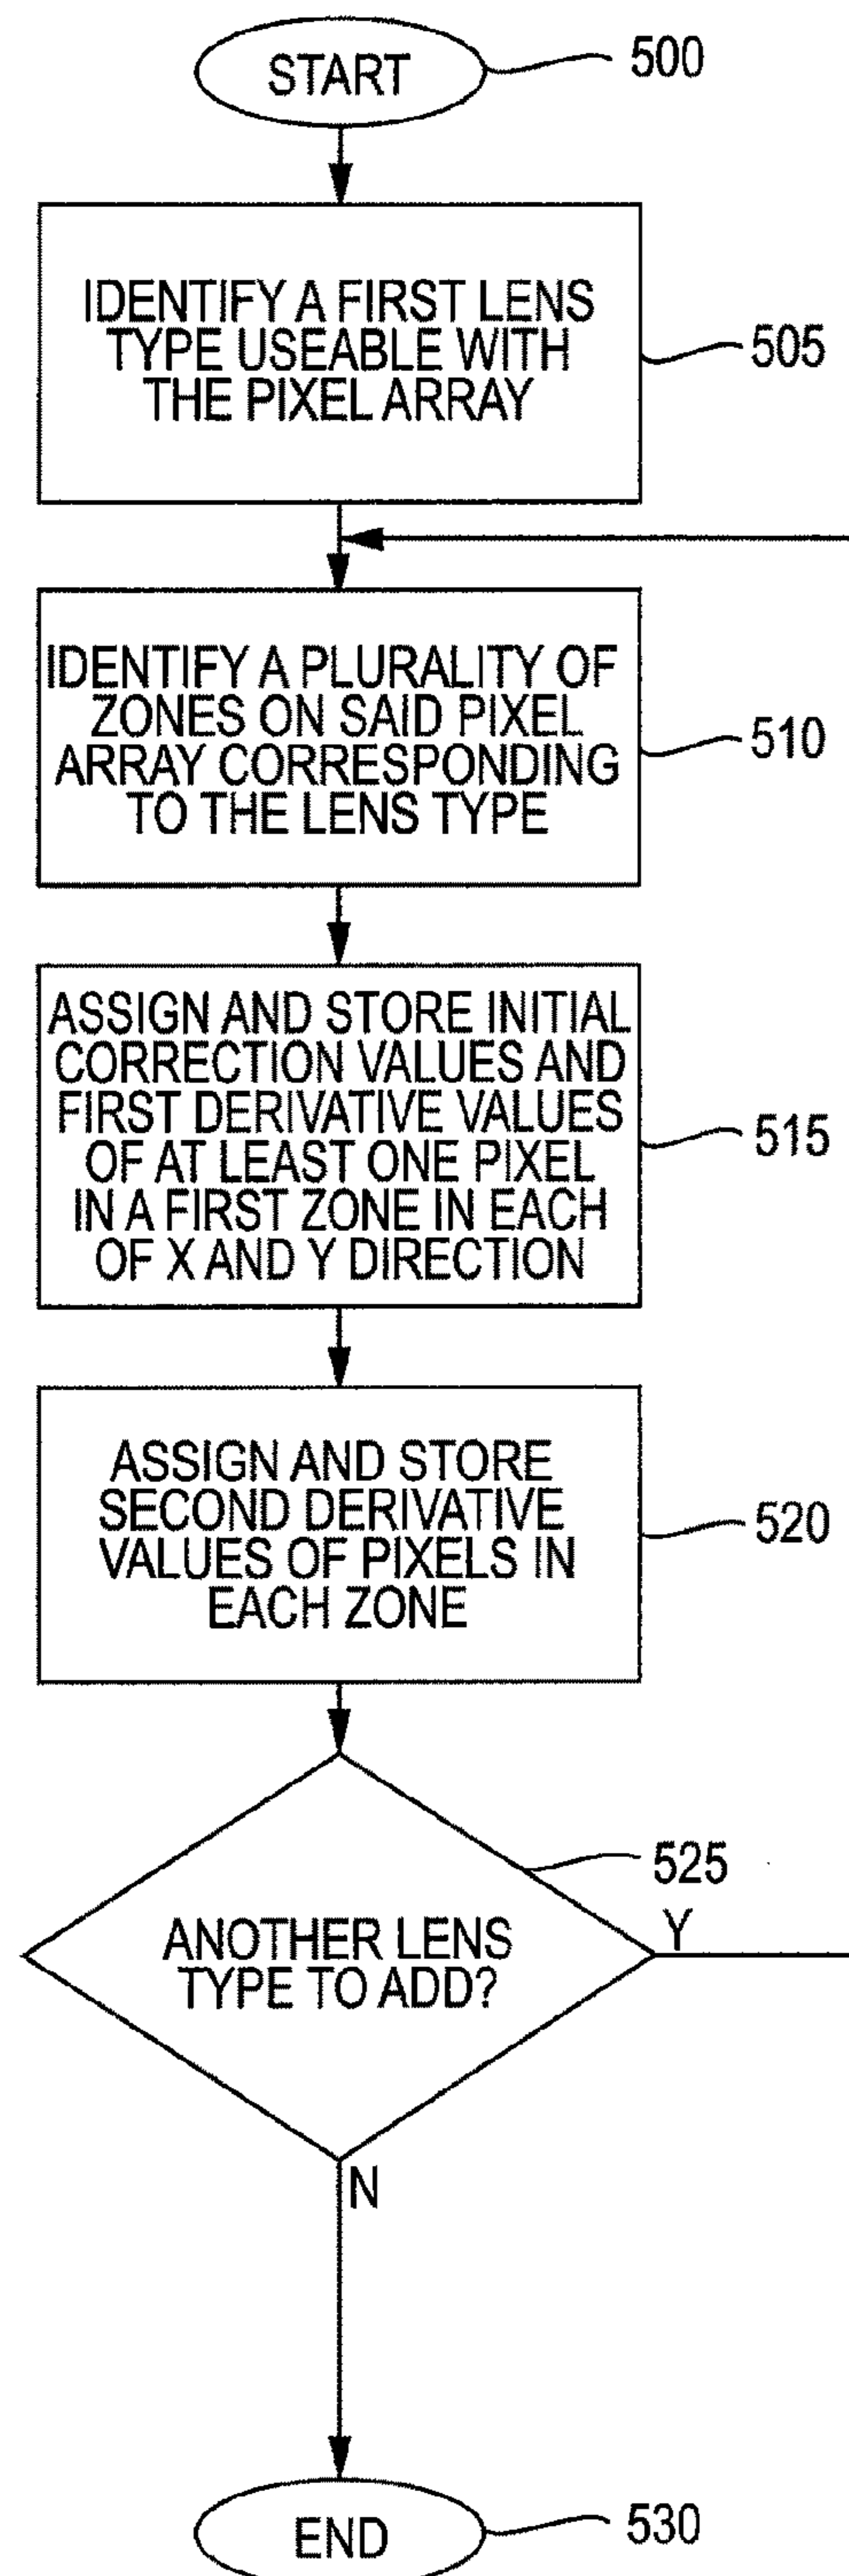 START
500
IDENTIFY A FIRST LENS
TYPE USEABLE WITH
THE PIXEL ARRAY
505
IDENTIFY A PLURALITY OF
ZONES ON SAID PIXEL
ARRAY CORRESPONDING
TO THE LENS TYPE
510
ASSIGN AND STORE INITIAL
CORRECTION VALUES AND
FIRST DERIVATIVE VALUES
OF AT LEAST ONE PIXEL
IN A FIRST ZONE IN EACH
OF X AND Y DIRECTION
515
ASSIGN AND STORE
SECOND DERIVATIVE
VALUES OF PIXELS IN
EACH ZONE
520
525
ANOTHER LENS
TYPE TO ADD?
Y
N
END
530